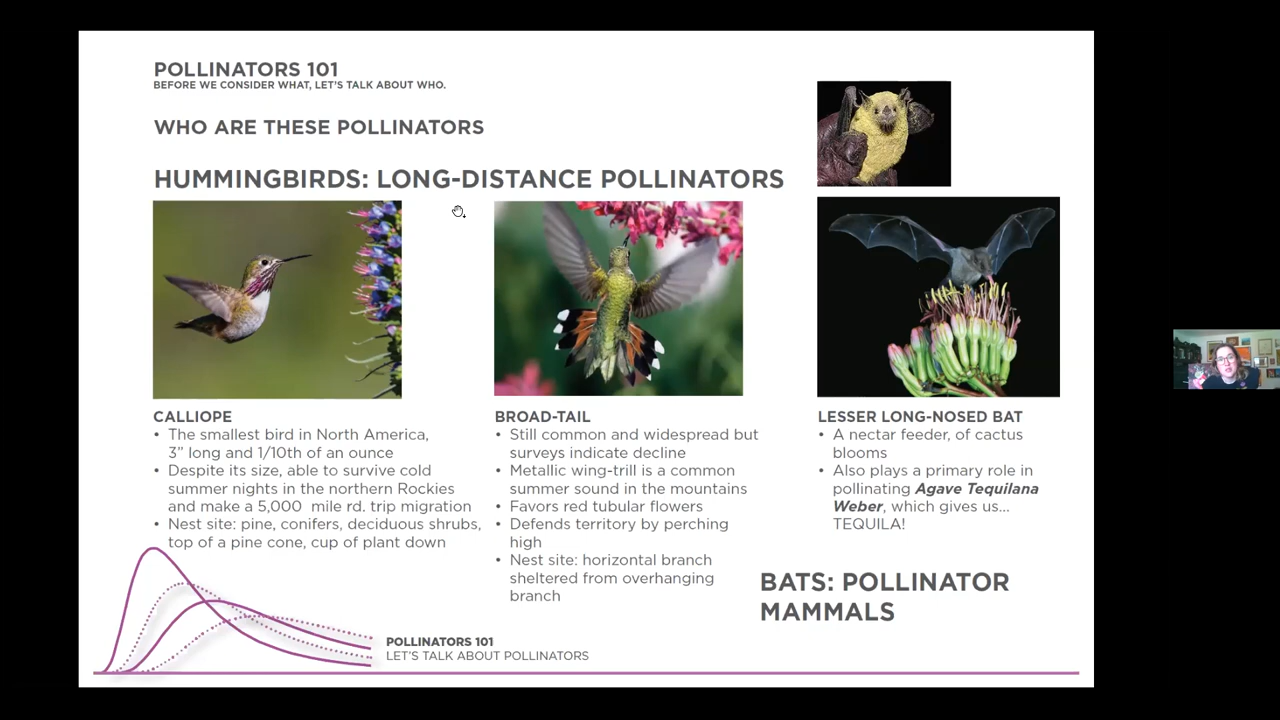 POLLINATORS 101
BEFORE WE CONSIDER WHAT, LET'S TALK ABOUT WHO.
WHO ARE THESE POLLINATORS
HUMMINGBIRDS: LONG-DISTANCE POLLINATORS
CALLIOPE
• The smallest bird in North America,
3” long and 1/10th of an ounce
• Despite its size, able to survive cold
summer nights in the northern Rockies
and make a 5,000 mile rd. trip migration
• Nest site: pine, conifers, deciduous shrubs,
top of a pine cone, cup of plant down
BROAD-TAIL
• Still common and widespread but
surveys indicate decline
• Metallic wing-trill is a common
summer sound in the mountains
• Favors red tubular flowers
• Defends territory by perching
high
• Nest site: horizontal branch
sheltered from overhanging
branch
LESSER LONG-NOSED BAT
• A nectar feeder, of cactus
blooms
• Also plays a primary role in
pollinating Agave Tequilana
Weber, which gives us...
TEQUILA!
BATS: POLLINATOR
MAMMALS
POLLINATORS 101
LET'S TALK ABOUT POLLINATORS